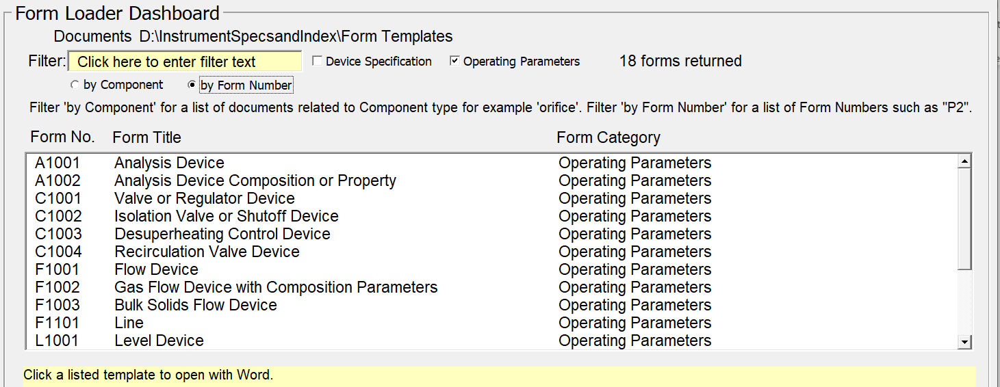 Form Loader Dashboard
Documents D:\InstrumentSpecsandIndex\Form Templates
Filter: Click here to enter filter text Device Specification Operating Parameters 18 forms returned
by Component by Form Number
Filter 'by Component' for a list of documents related to Component type for example 'orifice'. Filter 'by Form Number' for a list of Form Numbers such as "P2".
Form No. Form Title Form Category
A1001 Analysis Device Operating Parameters
A1002 Analysis Device Composition or Property Operating Parameters
C1001 Valve or Regulator Device Operating Parameters
C1002 Isolation Valve or Shutoff Device Operating Parameters
C1003 Desuperheating Control Device Operating Parameters
C1004 Recirculation Valve Device Operating Parameters
F1001 Flow Device Operating Parameters
F1002 Gas Flow Device with Composition Parameters Operating Parameters
F1003 Bulk Solids Flow Device Operating Parameters
F1101 Line Operating Parameters
L1001 Level Device Operating Parameters
Click a listed template to open with Word.